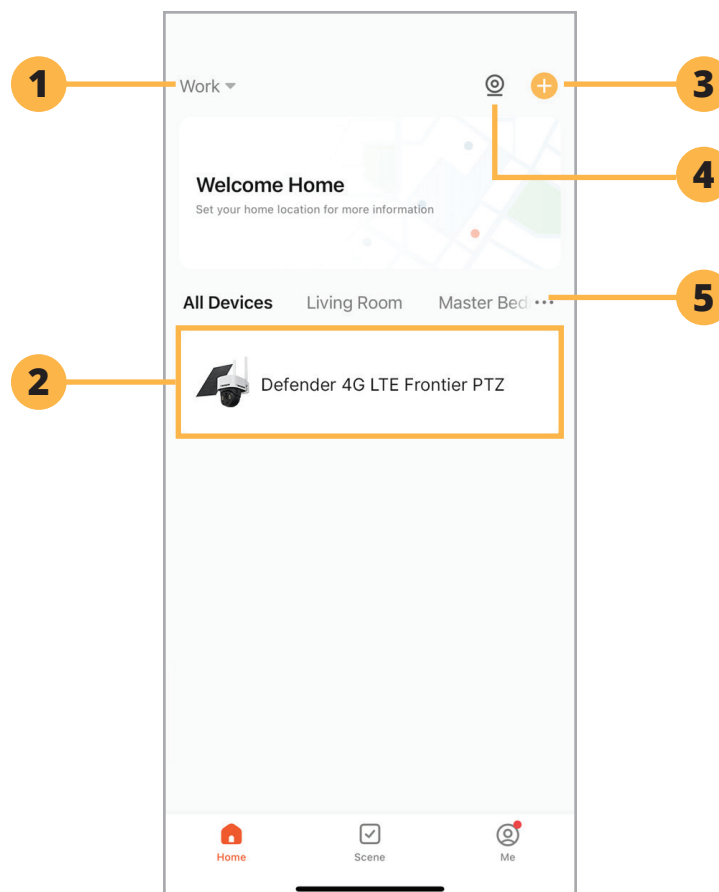 1
Work
3
4
Welcome Home
Set your home location for more information
All Devices Living Room Master Bed
5
2
Defender 4G LTE Frontier PTZ
Home Scene Me